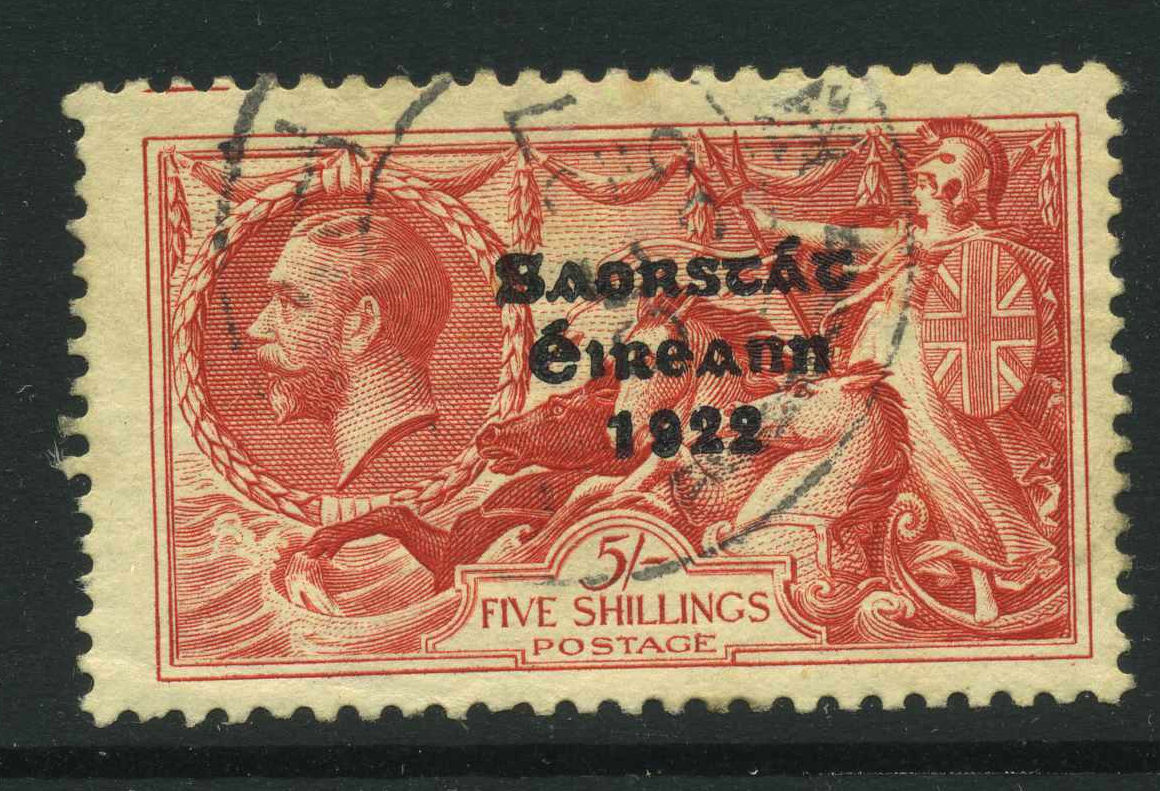 Saorstát
Éireann
1922
5/-
FIVE SHILLINGS
POSTAGE